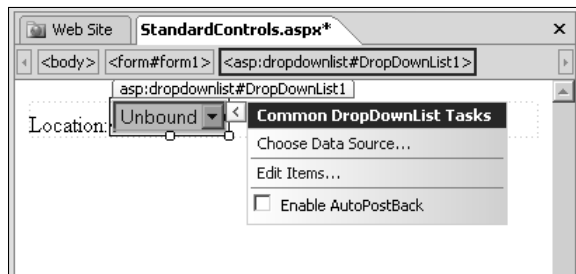 Web Site StandardControls.aspx*
<body> <form#form1> <asp:dropdownlist#DropDownList1>
asp:dropdownlist#DropDownList1
Location: Unbound
Common DropDownList Tasks
Choose Data Source...
Edit Items...
Enable AutoPostBack